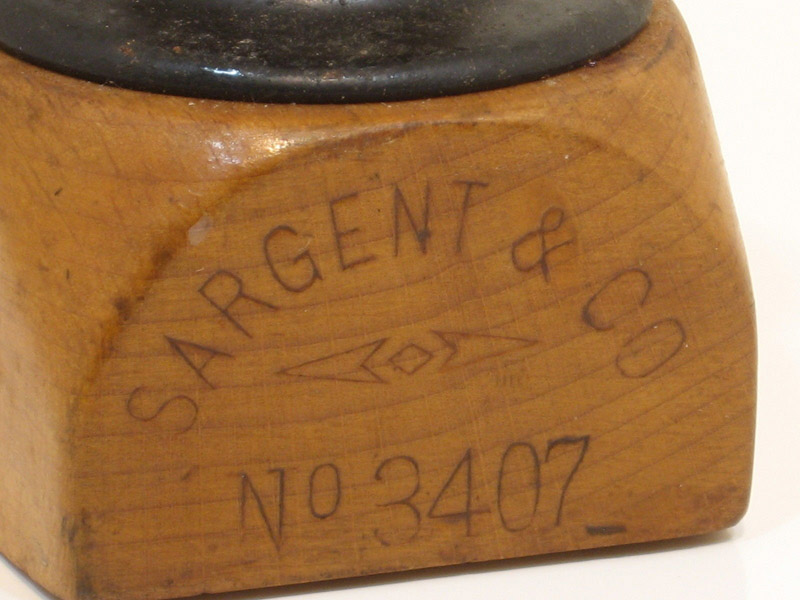 SARGENT & CO
No 3407